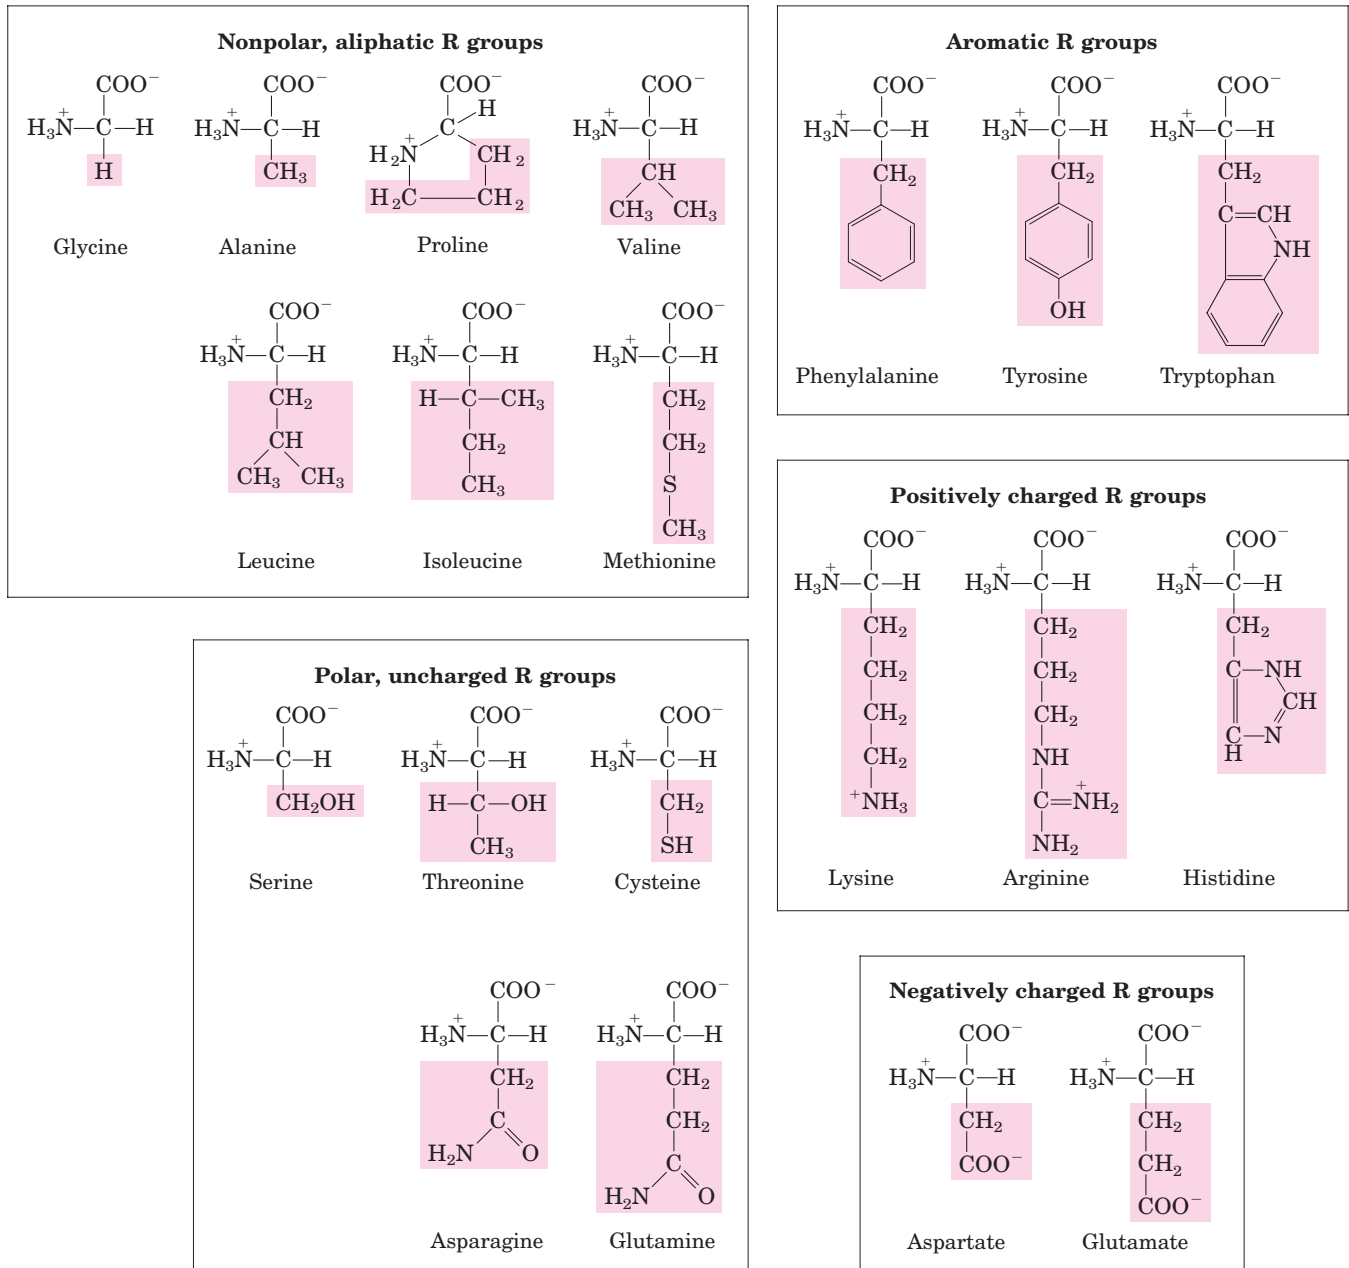 Nonpolar, aliphatic R groups
COO⁻ COO⁻ COO⁻ COO⁻
H₃N⁺—C—H H₃N⁺—C—H H₂N⁺ C H H₃N⁺—C—H
H CH₃ CH₂ CH
H₂C CH₂ CH₃ CH₃
Glycine Alanine Proline Valine
COO⁻ COO⁻ COO⁻
H₃N⁺—C—H H₃N⁺—C—H H₃N⁺—C—H
CH₂ H—C—CH₃ CH₂
CH CH₂ CH₂
CH₃ CH₃ CH₃ S
CH₃
Leucine Isoleucine Methionine
Aromatic R groups
COO⁻ COO⁻ COO⁻
H₃N⁺—C—H H₃N⁺—C—H H₃N⁺—C—H
CH₂ CH₂ CH₂
C=CH
NH
OH
Phenylalanine Tyrosine Tryptophan
Positively charged R groups
COO⁻ COO⁻ COO⁻
H₃N⁺—C—H H₃N⁺—C—H H₃N⁺—C—H
CH₂ CH₂ CH₂
CH₂ CH₂ C—NH
CH₂ CH₂ CH
CH₂ NH C—N
H
⁺NH₃ C=N⁺H₂
NH₂
Lysine Arginine Histidine
Polar, uncharged R groups
COO⁻ COO⁻ COO⁻
H₃N⁺—C—H H₃N⁺—C—H H₃N⁺—C—H
CH₂OH H—C—OH CH₂
CH₃ SH
Serine Threonine Cysteine
COO⁻ COO⁻
H₃N⁺—C—H H₃N⁺—C—H
CH₂ CH₂
C CH₂
H₂N O C
H₂N O
Asparagine Glutamine
Negatively charged R groups
COO⁻ COO⁻
H₃N⁺—C—H H₃N⁺—C—H
CH₂ CH₂
COO⁻ CH₂
COO⁻
Aspartate Glutamate